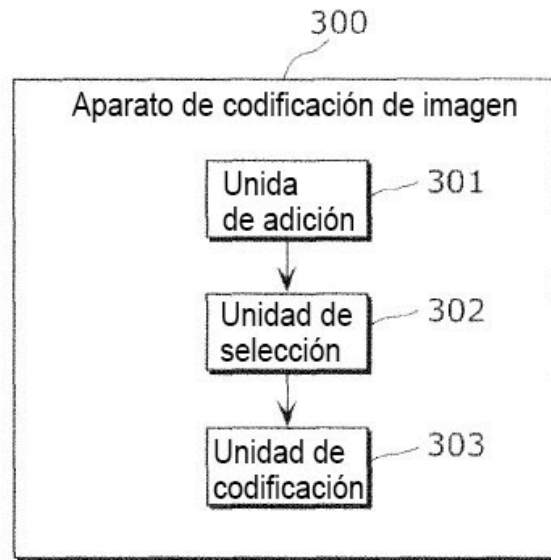 300
Aparato de codificación de imagen
Unida
de adición
301
Unidad de
selección
302
Unidad de
codificación
303